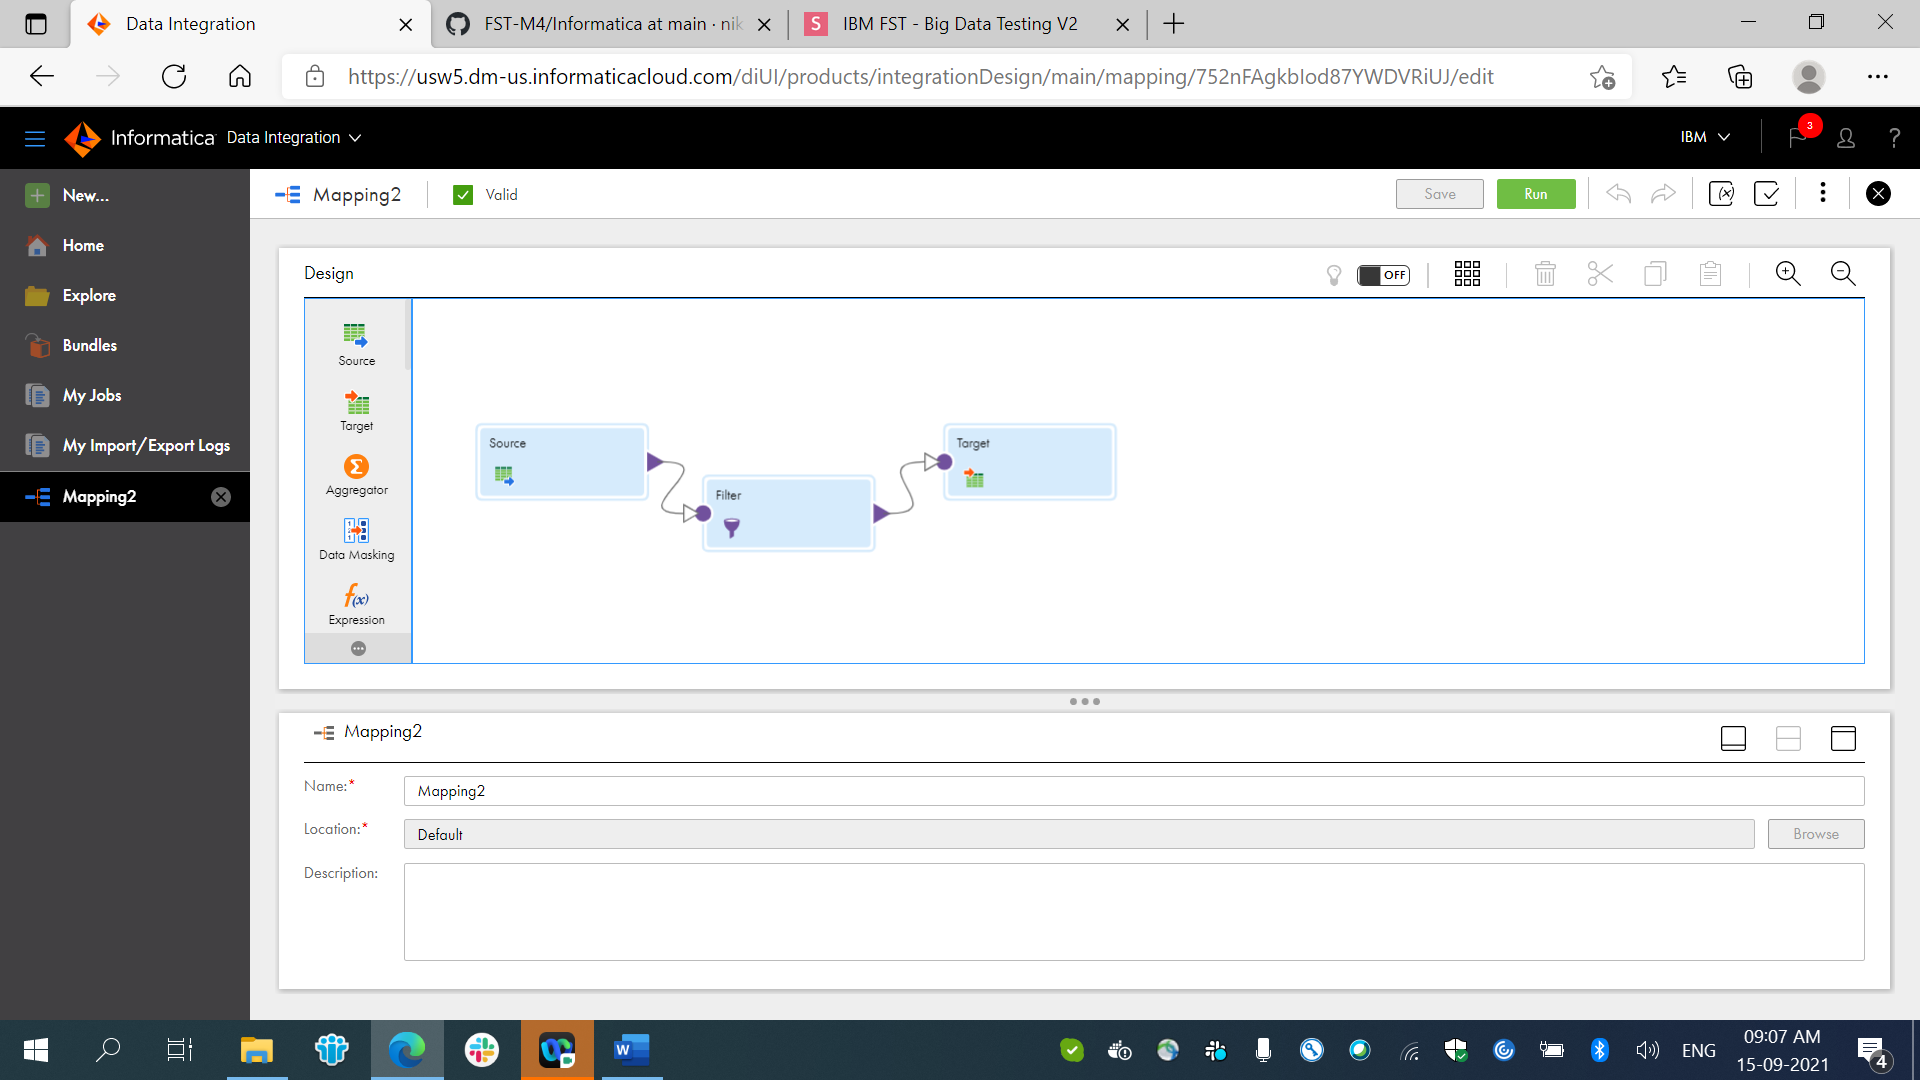 Data Integration
FST-M4/Informatica at main · nik
S IBM FST - Big Data Testing V2
https://usw5.dm-us.informaticacloud.com/diUI/products/integrationDesign/main/mapping/752nFAgkbIod87YWDVRiUJ/edit
Informatica Data Integration
IBM
3
?
New...
Home
Explore
Bundles
My Jobs
My Import/Export Logs
Mapping2
Mapping2
Valid
Save
Run
(x)
Design
OFF
Source
Target
Aggregator
Data Masking
Expression
Source
Filter
Target
Mapping2
Name:*
Mapping2
Location:*
Default
Browse
Description:
ENG
09:07 AM
15-09-2021
4